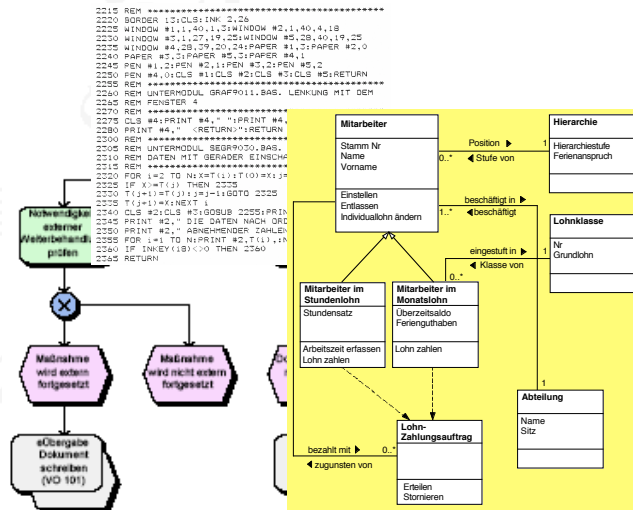 2215 REM *********************************
2220 BORDER 13:CLS:INK 2,26
2225 WINDOW #1,1,40,1,3:WINDOW #2,1,40,4,18
2230 WINDOW #3,1,27,19,25:WINDOW #5,28,40,19,25
2235 WINDOW #4,28,39,20,24:PAPER #1,3:PAPER #2,0
2240 PAPER #3,3:PAPER #5,3:PAPER #4,1
2245 PEN #1,2:PEN #2,1:PEN #3,2:PEN #5,2
2250 PEN #4,0:CLS #1:CLS #2:CLS #3:CLS #5:RETURN
2255 REM *********************************
2260 REM UNTERMODUL GRAF9011.BAS. LENKUNG MIT DEM
2265 REM FENSTER 4
2270 REM
2275 CLS #4:PRINT #4," ":PRINT #4,
2280 PRINT #4," <RETURN>":RETURN
2300 REM
2305 REM UNTERMODUL SEGR9030.BAS.
2310 REM DATEN MIT GERADER EINSCHA
2315 REM
2320 FOR i=2 TO N:X=T(i):T(0)=X:j=
2325 IF X>=T(j) THEN 2335
2330 T(j+1)=T(j):j=j-1:GOTO 2325
2335 T(j+1)=X:NEXT i
2340 CLS #2:CLS #3:GOSUB 2255:PRIN
2345 PRINT #2," DIE DATEN NACH ORD
2350 PRINT #2," ABNEHMENDER ZAHLEN
2355 FOR i=1 TO N:PRINT #2,T(i),:N
2360 IF INKEY(18)<>0 THEN 2360
2365 RETURN
Notwendigkei
externer
Weiterbehandlu
prüfen
Maßnahme
wird extern
fortgesetzt
Maßnahme
wird nicht extern
fortgesetzt
eÜbergabe
Dokument
schreiben
(VO 101)
Mitarbeiter
Stamm Nr
Name
Vorname
Einstellen
Entlassen
Individuallohn ändern
Position
1
0..*
Stufe von
Hierarchie
Hierarchiestufe
Ferienanspruch
beschäftigt in
1..*
beschäftigt
Lohnklasse
Nr
Grundlohn
eingestuft in
1
0..*
Klasse von
Mitarbeiter im
Stundenlohn
Stundensatz
Arbeitszeit erfassen
Lohn zahlen
Mitarbeiter im
Monatslohn
Überzeitsaldo
Ferienguthaben
Lohn zahlen
1
Abteilung
Name
Sitz
Lohn-
Zahlungsauftrag
Erteilen
Stornieren
bezahlt mit
0..*
zugunsten von